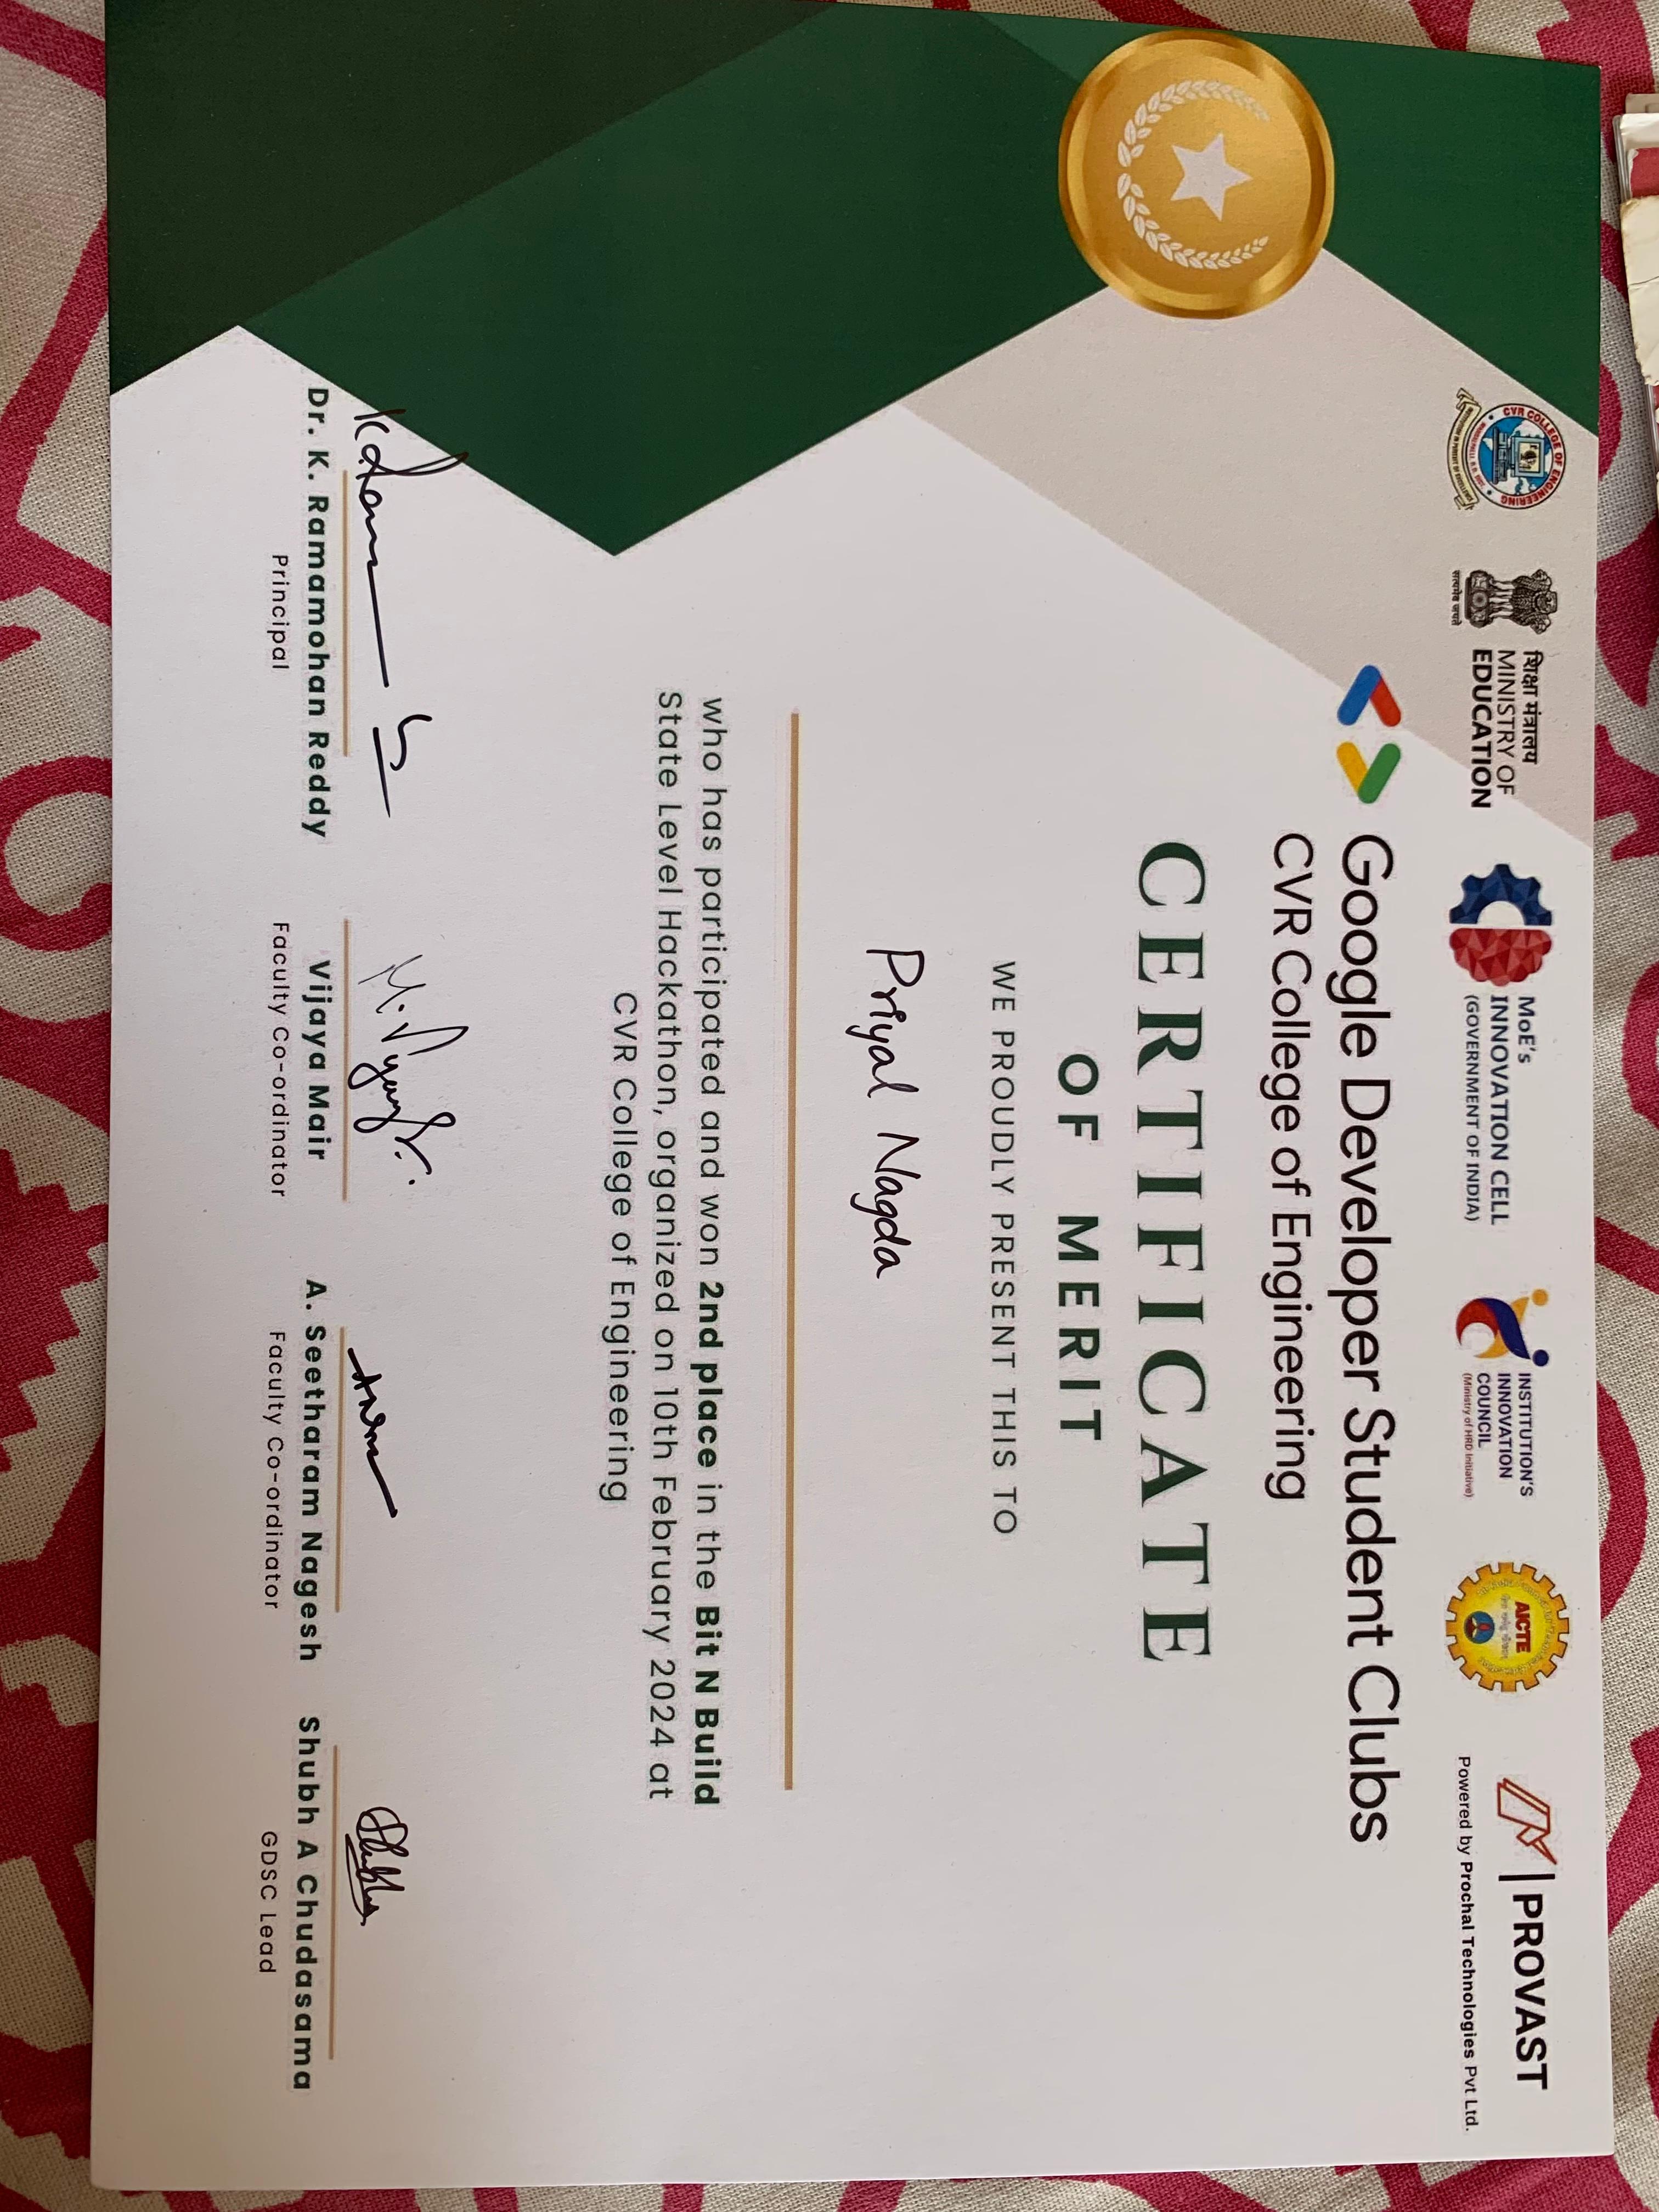 CVR COLLEGE OF ENGINEERING
सत्यमेव जयते
शिक्षा मंत्रालय
MINISTRY OF
EDUCATION
MoE's
INNOVATION CELL
(GOVERNMENT OF INDIA)
INSTITUTION'S
INNOVATION
COUNCIL
(Ministry of HRD Initiative)
AICTE
PROVAST
Powered by Prochal Technologies Pvt Ltd.
Google Developer Student Clubs
CVR College of Engineering
CERTIFICATE
OF MERIT
WE PROUDLY PRESENT THIS TO
Priyal Nagda
who has participated and won 2nd place in the Bit N Build
State Level Hackathon, organized on 10th February 2024 at
CVR College of Engineering
Dr. K. Ramamohan Reddy
Principal
Vijaya Mair
Faculty Co-ordinator
A. Seetharam Nagesh
Faculty Co-ordinator
Shubh A Chudasama
GDSC Lead